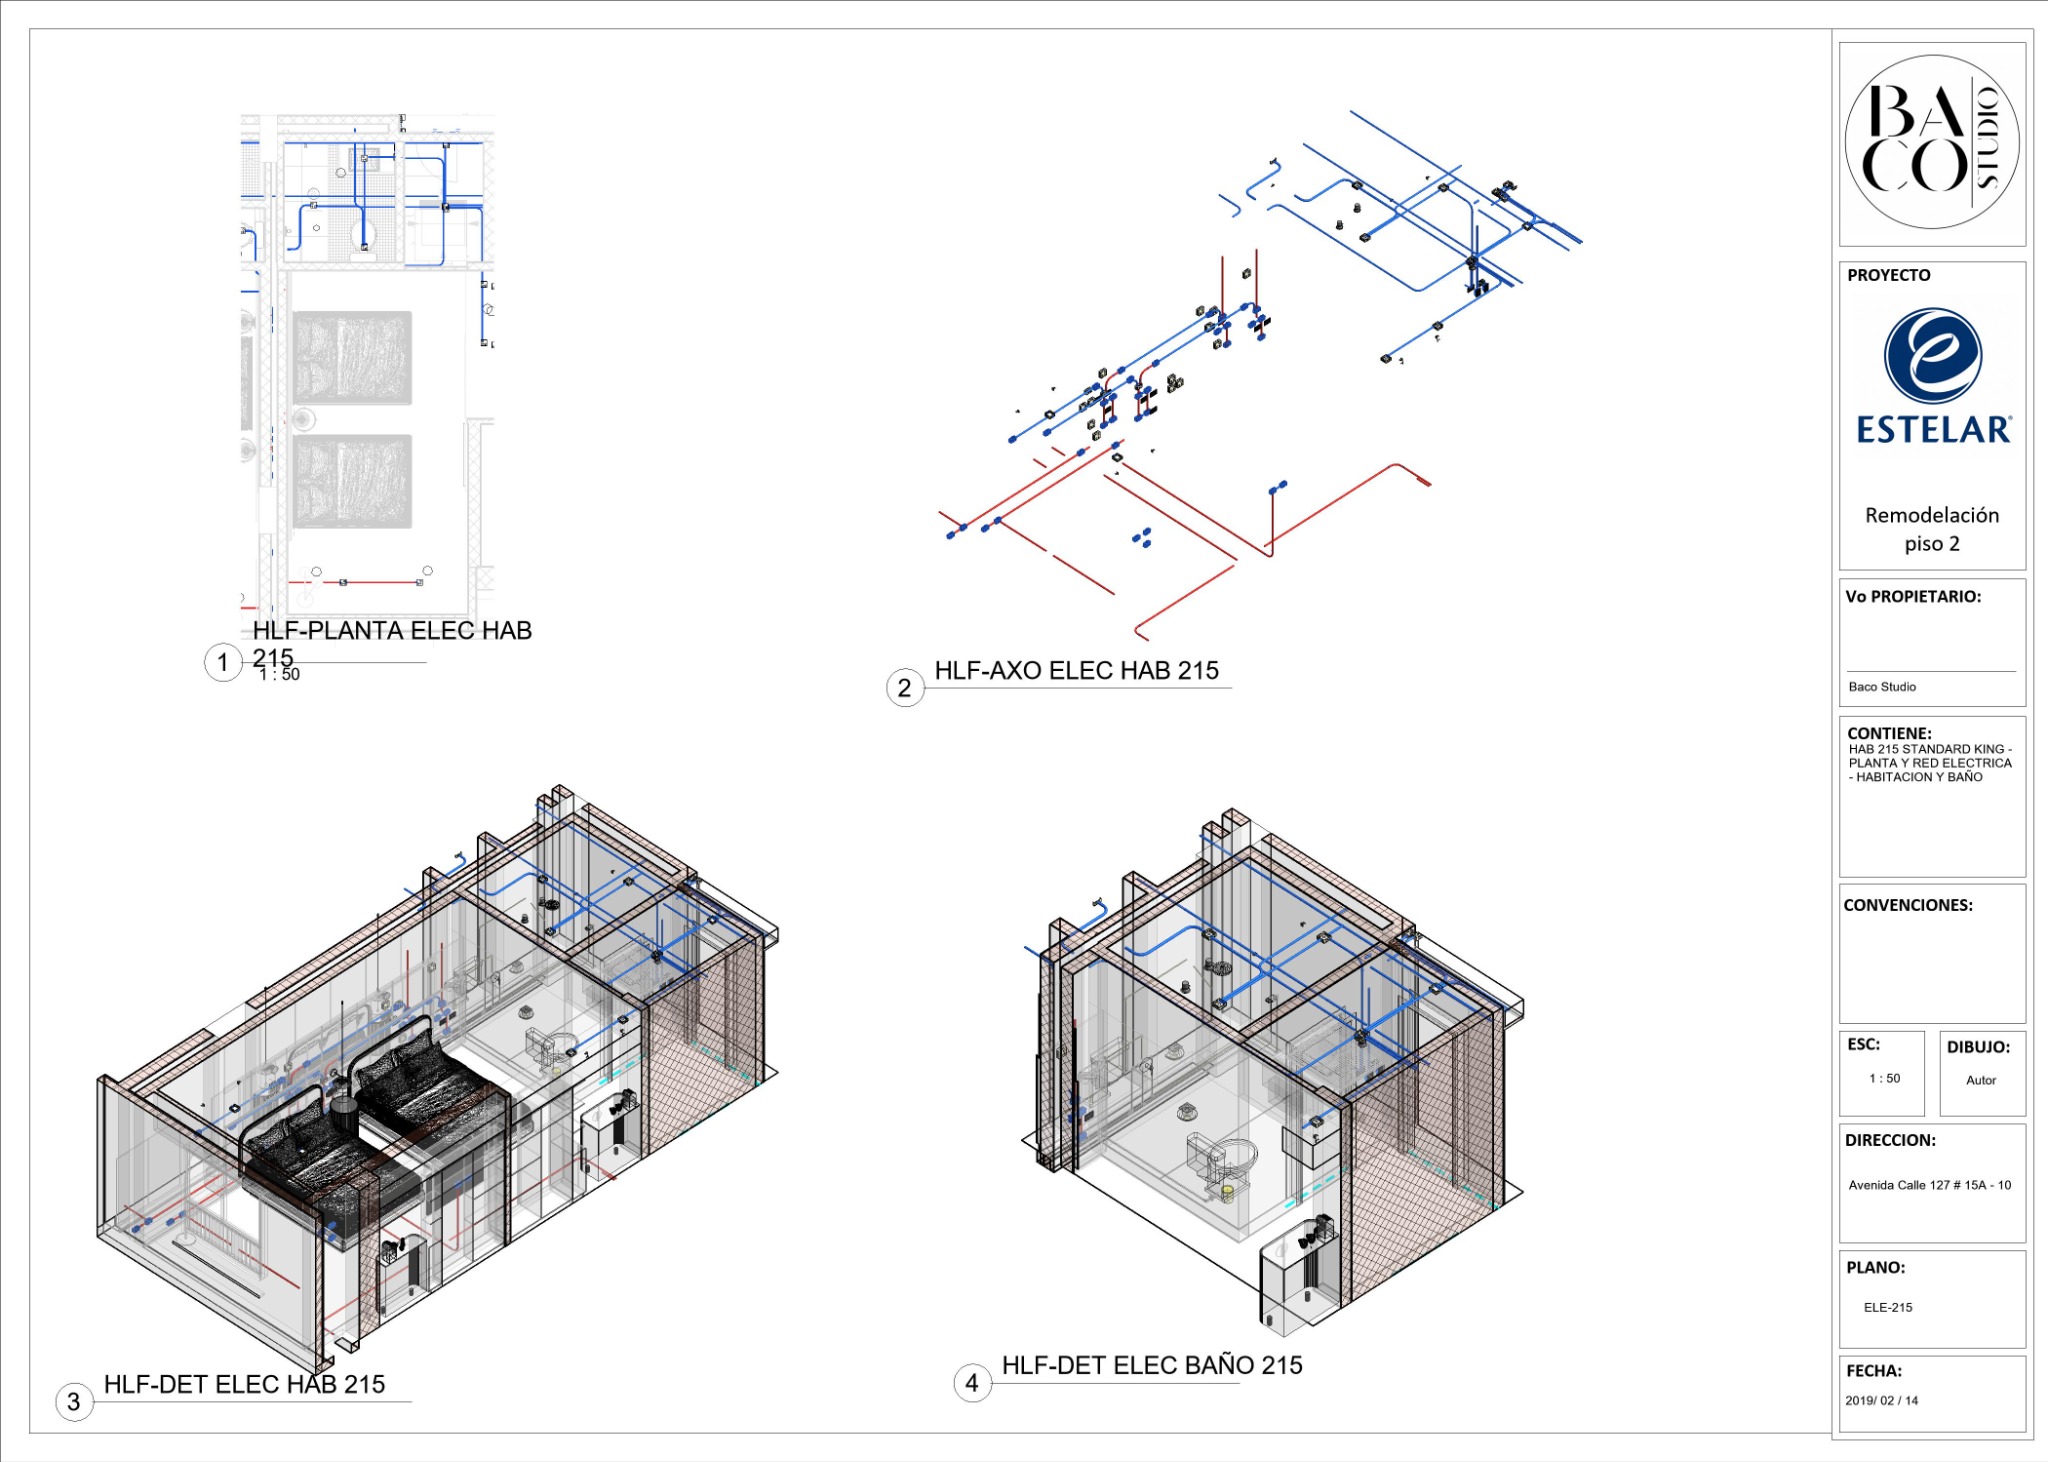 HLF-PLANTA ELEC HAB
215
1
1 : 50
2
HLF-AXO ELEC HAB 215
3
HLF-DET ELEC HAB 215
4
HLF-DET ELEC BAÑO 215
BA
CO
STUDIO
PROYECTO
ESTELAR
Remodelación
piso 2
Vo PROPIETARIO:
Baco Studio
CONTIENE:
HAB 215 STANDARD KING -
PLANTA Y RED ELECTRICA
- HABITACION Y BAÑO
CONVENCIONES:
ESC:
1 : 50
DIBUJO:
Autor
DIRECCION:
Avenida Calle 127 # 15A - 10
PLANO:
ELE-215
FECHA:
2019/ 02 / 14